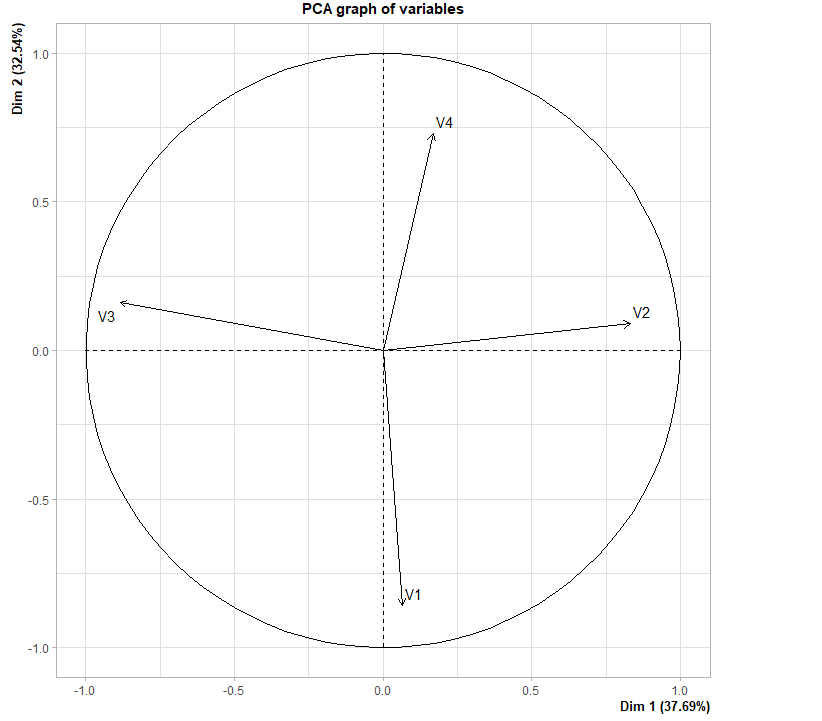 PCA graph of variables
Dim 2 (32.54%)
1.0
0.5
0.0
-0.5
-1.0
V4
V2
V3
V1
-1.0 -0.5 0.0 0.5 1.0
Dim 1 (37.69%)